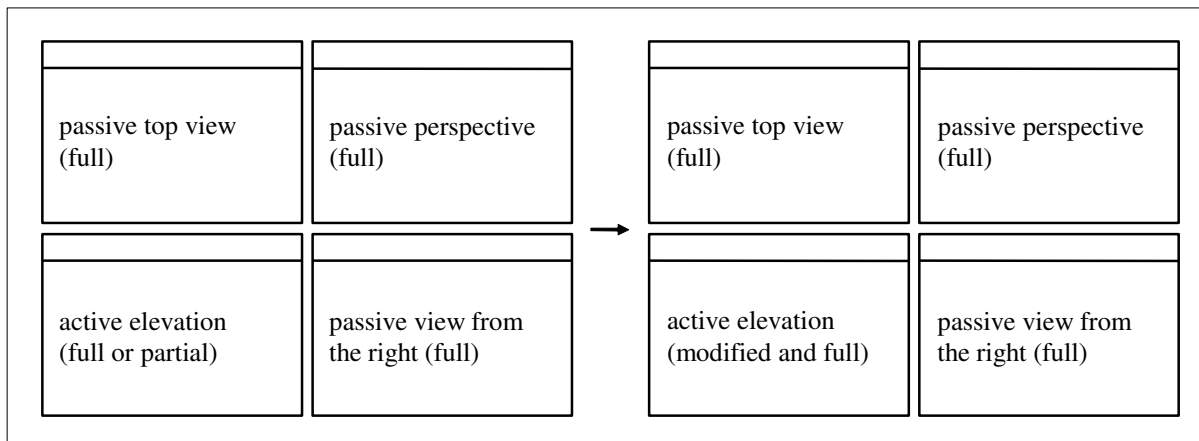 passive top view
(full)
passive perspective
(full)
active elevation
(full or partial)
passive view from
the right (full)
passive top view
(full)
passive perspective
(full)
active elevation
(modified and full)
passive view from
the right (full)